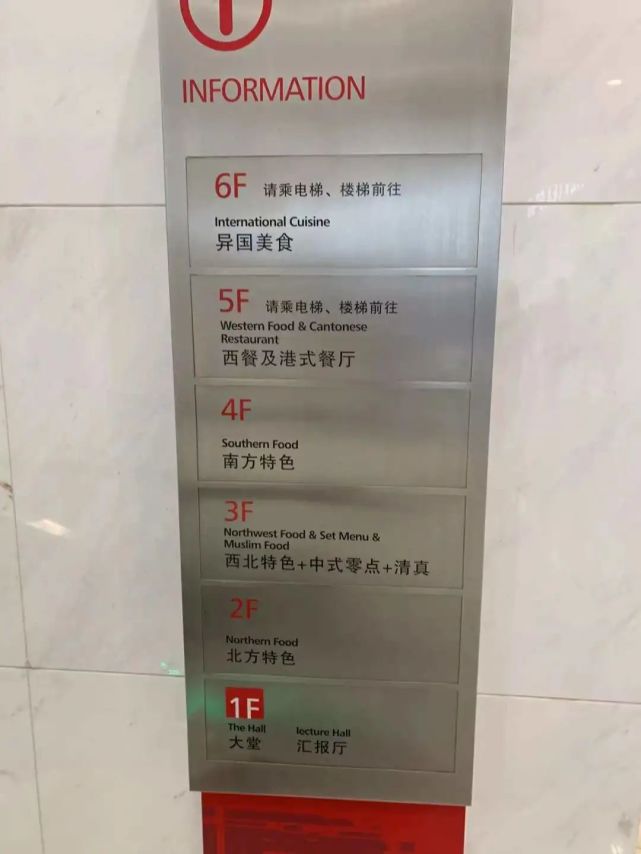 INFORMATION
6F 请乘电梯、楼梯前往
International Cuisine
异国美食
5F 请乘电梯、楼梯前往
Western Food & Cantonese
Restaurant
西餐及港式餐厅
4F
Southern Food
南方特色
3F
Northwest Food & Set Menu &
Muslim Food
西北特色+中式零点+清真
2F
Northern Food
北方特色
1F
The Hall lecture Hall
大堂 汇报厅